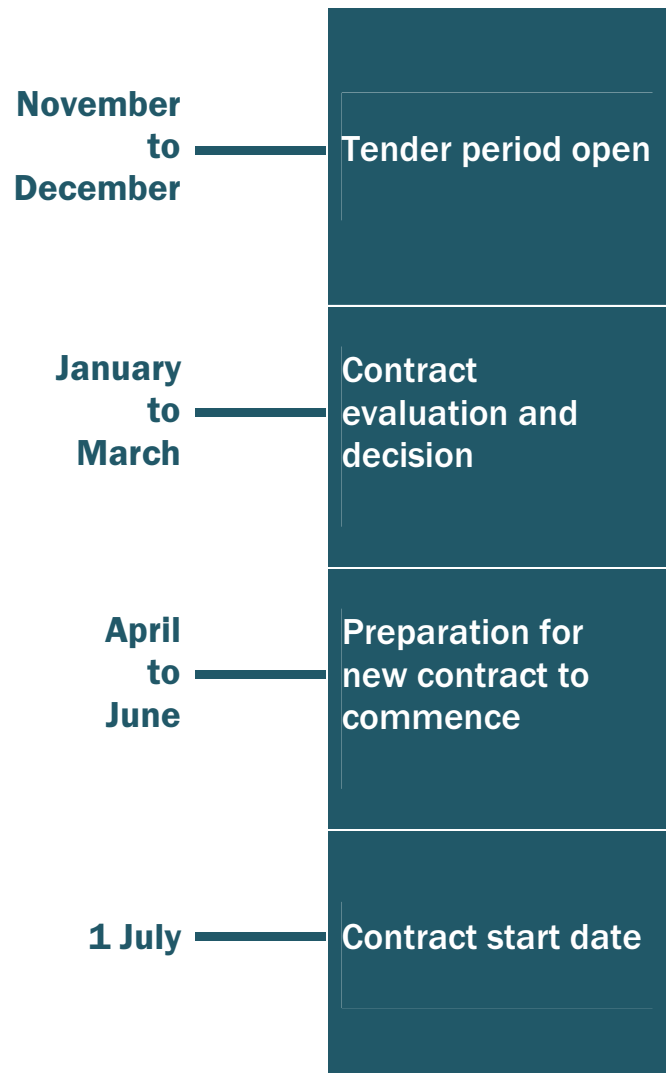 November
to
December
Tender period open
January
to
March
Contract
evaluation and
decision
April
to
June
Preparation for
new contract to
commence
1 July
Contract start date